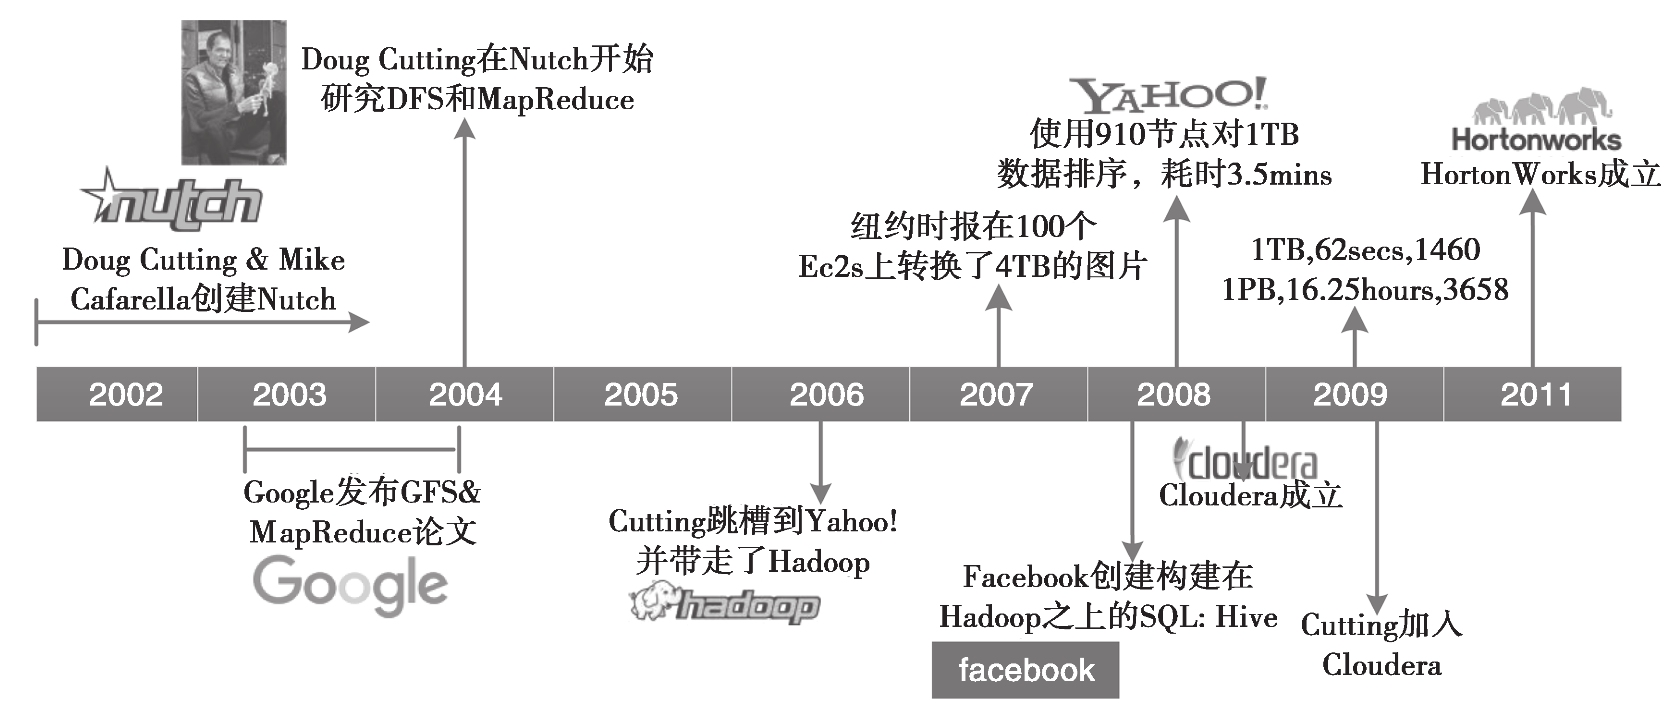 Doug Cutting在Nutch开始
研究DFS和MapReduce
nutch
Doug Cutting & Mike
Cafarella创建Nutch
YAHOO!
使用910节点对1TB
数据排序，耗时3.5mins
纽约时报在100个
Ec2s上转换了4TB的图片
1TB,62secs,1460
1PB,16.25hours,3658
Hortonworks
HortonWorks成立
2002
2003
2004
2005
2006
2007
2008
2009
2011
Google发布GFS&
MapReduce论文
Google
Cutting跳槽到Yahoo!
并带走了Hadoop
hadoop
cloudera
Cloudera成立
Facebook创建构建在
Hadoop之上的SQL: Hive
facebook
Cutting加入
Cloudera